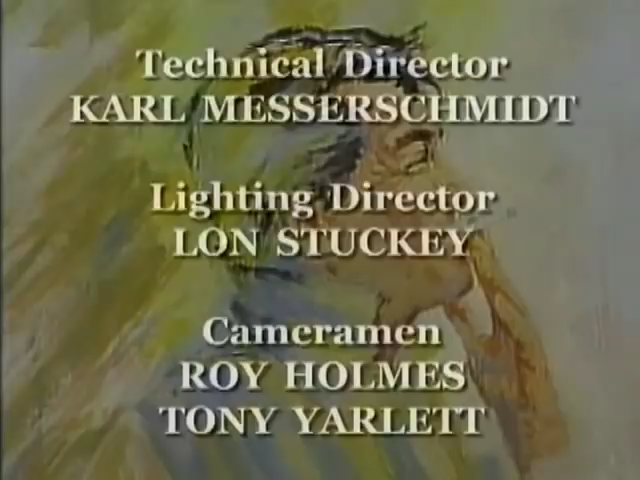 Technical Director
KARL MESSERSCHMIDT
Lighting Director
LON STUCKEY
Cameramen
ROY HOLMES
TONY YARLETT